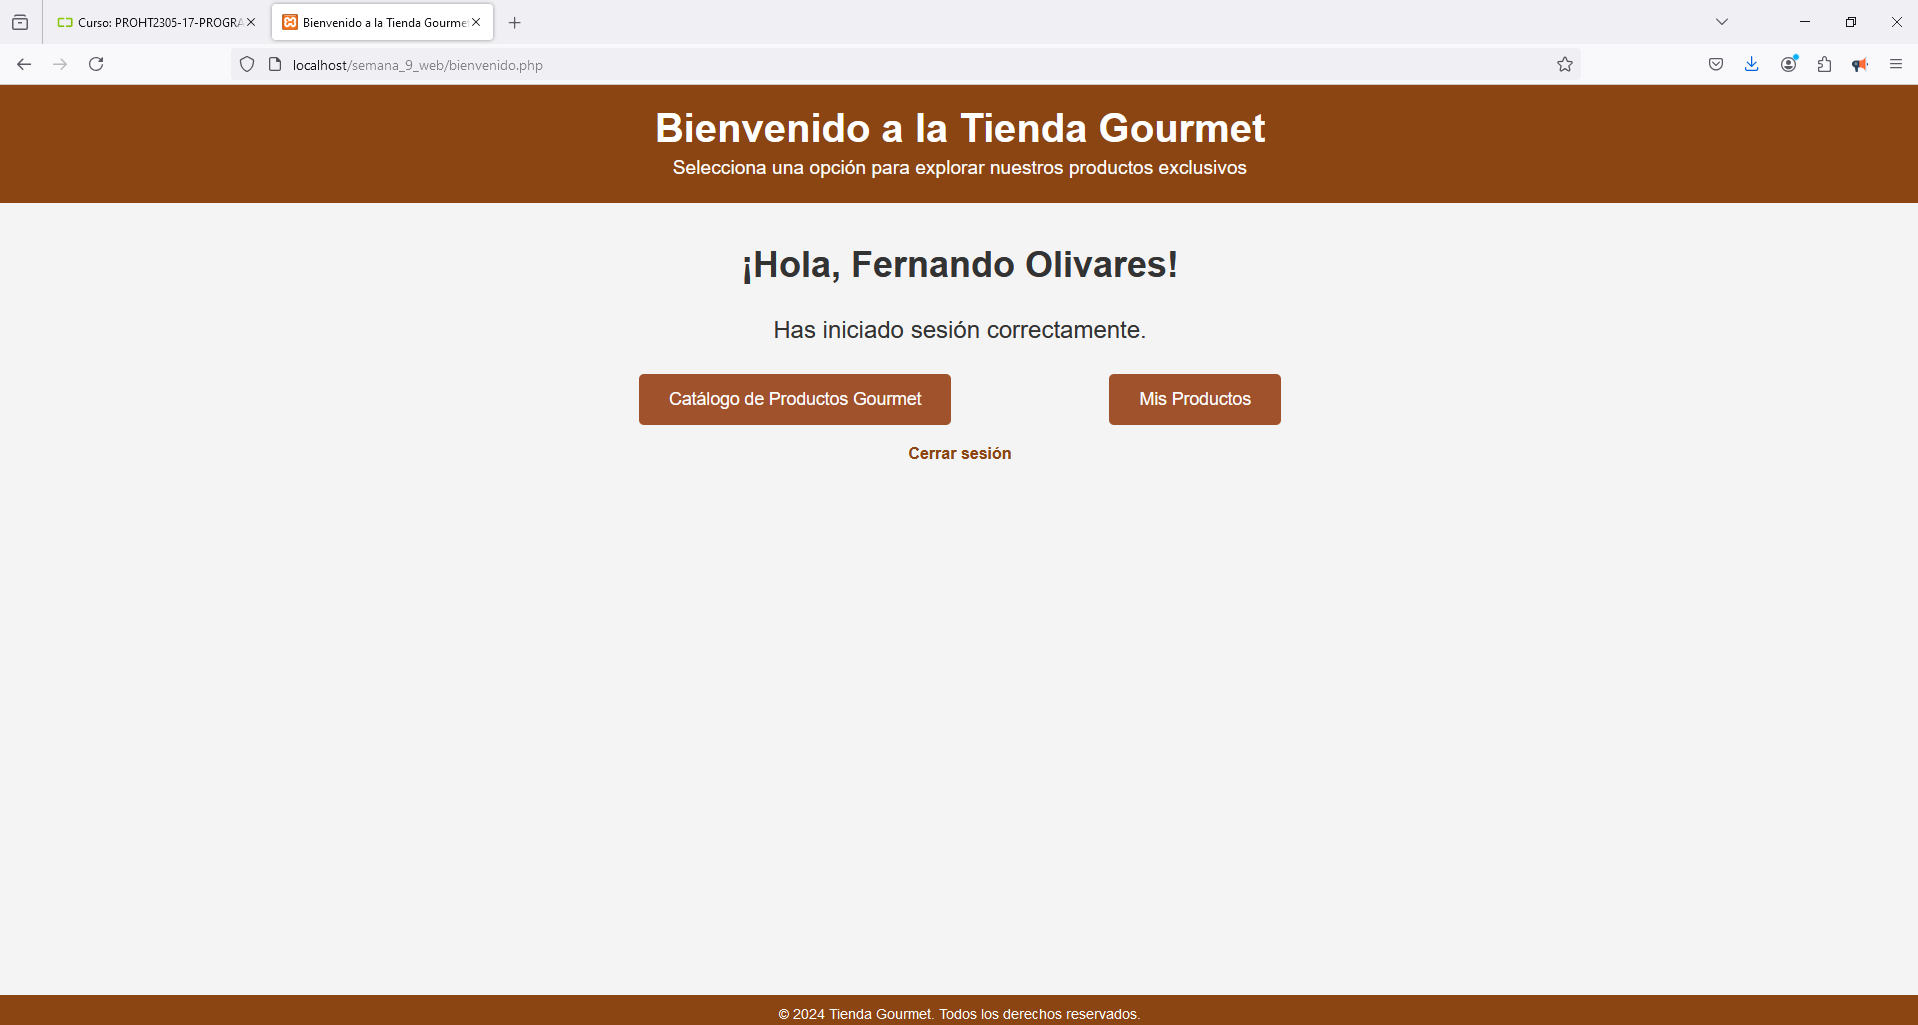 Curso: PROHT2305-17-PROGRA
Bienvenido a la Tienda Gourme
localhost/semana_9_web/bienvenido.php
Bienvenido a la Tienda Gourmet
Selecciona una opción para explorar nuestros productos exclusivos
¡Hola, Fernando Olivares!
Has iniciado sesión correctamente.
Catálogo de Productos Gourmet
Mis Productos
Cerrar sesión
© 2024 Tienda Gourmet. Todos los derechos reservados.